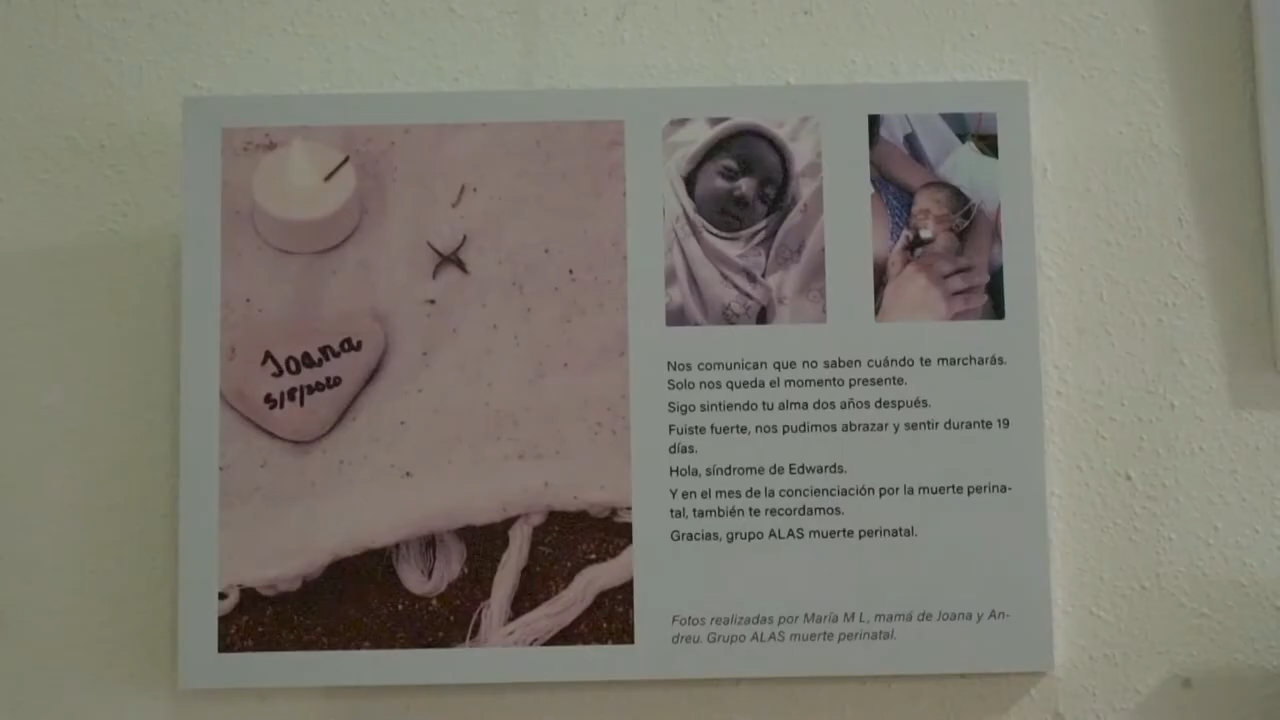 Joana
5/8/2020
Nos comunican que no saben cuándo te marcharás.
Solo nos queda el momento presente.
Sigo sintiendo tu alma dos años después.
Fuiste fuerte, nos pudimos abrazar y sentir durante 19
días.
Hola, síndrome de Edwards.
Y en el mes de la concienciación por la muerte perina-
tal, también te recordamos.
Gracias, grupo ALAS muerte perinatal.
Fotos realizadas por María M L, mamá de Joana y An-
dreu. Grupo ALAS muerte perinatal.